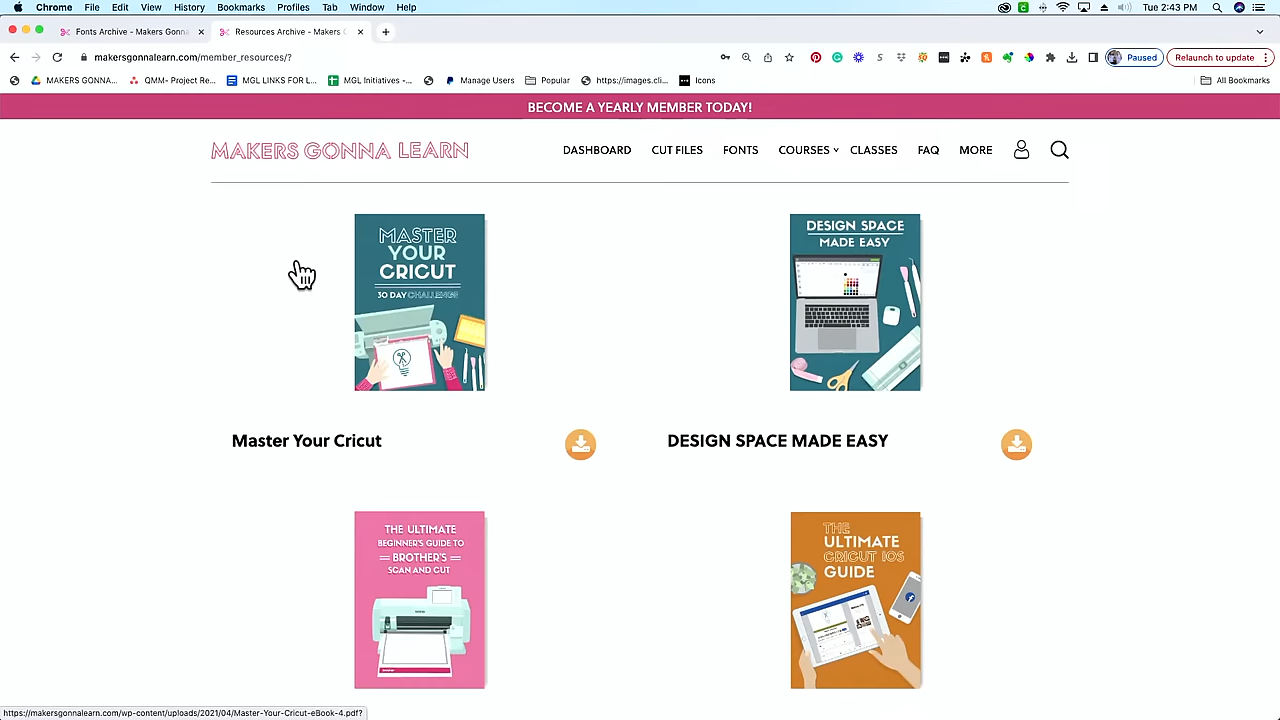 Chrome File Edit View History Bookmarks Profiles Tab Window Help Tue 2:43 PM
Fonts Archive - Makers Gonna Resources Archive - Makers
makersgonnalearn.com/member_resources/? Paused Relaunch to update
MAKERS GONNA... QMM- Project Re... MGL LINKS FOR L... MGL Initiatives -... Manage Users Popular https://images.cli... Icons All Bookmarks
BECOME A YEARLY MEMBER TODAY!
MAKERS GONNA LEARN DASHBOARD CUT FILES FONTS COURSES CLASSES FAQ MORE
MASTER
YOUR
CRICUT
30 DAY CHALLENGE
DESIGN SPACE
MADE EASY
Master Your Cricut
DESIGN SPACE MADE EASY
THE ULTIMATE
BEGINNER'S GUIDE TO
BROTHER'S
SCAN AND CUT
THE
ULTIMATE
CRICUT IOS
GUIDE
https://makersgonnalearn.com/wp-content/uploads/2021/04/Master-Your-Cricut-eBook-4.pdf?